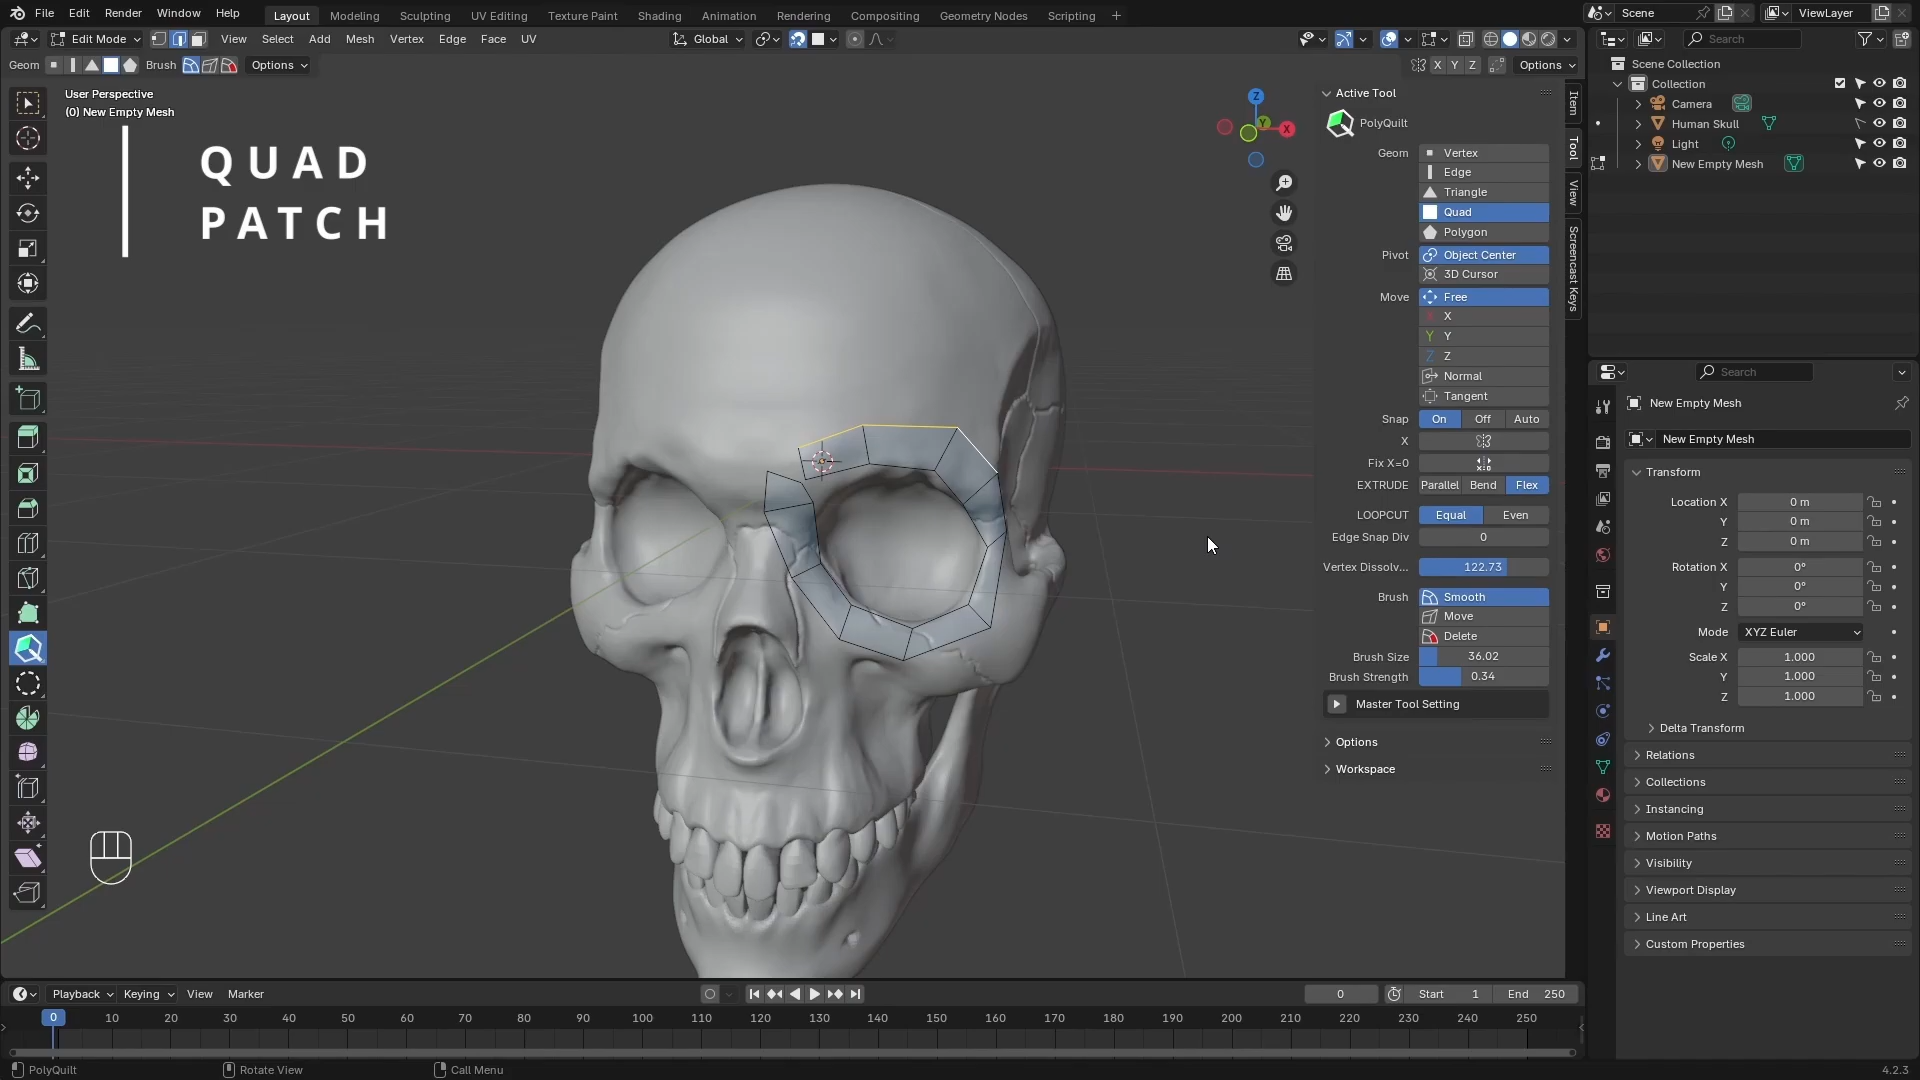 File Edit Render Window Help Layout Modeling Sculpting UV Editing Texture Paint Shading Animation Rendering Compositing Geometry Nodes Scripting + Scene ViewLayer
Edit Mode View Select Add Mesh Vertex Edge Face UV Global Search
Geom Brush Options X Y Z Options
User Perspective
(0) New Empty Mesh
QUAD
PATCH
Z
Y
X
Active Tool
PolyQuilt
Geom Vertex
Edge
Triangle
Quad
Polygon
Pivot Object Center
3D Cursor
Move Free
X
Y Y
Z Z
Normal
Tangent
Snap On Off Auto
X
Fix X=0
EXTRUDE Parallel Bend Flex
LOOPCUT Equal Even
Edge Snap Div 0
Vertex Dissolv... 122.73
Brush Smooth
Move
Delete
Brush Size 36.02
Brush Strength 0.34
Master Tool Setting
Options
Workspace
Item
Tool
View
Screencast Keys
Scene Collection
Collection
Camera
Human Skull
Light
New Empty Mesh
Search
New Empty Mesh
New Empty Mesh
Transform
Location X 0 m
Y 0 m
Z 0 m
Rotation X 0°
Y 0°
Z 0°
Mode XYZ Euler
Scale X 1.000
Y 1.000
Z 1.000
Delta Transform
Relations
Collections
Instancing
Motion Paths
Visibility
Viewport Display
Line Art
Custom Properties
Playback Keying View Marker 0 Start 1 End 250
0 10 20 30 40 50 60 70 80 90 100 110 120 130 140 150 160 170 180 190 200 210 220 230 240 250
PolyQuilt Rotate View Call Menu 4.2.3